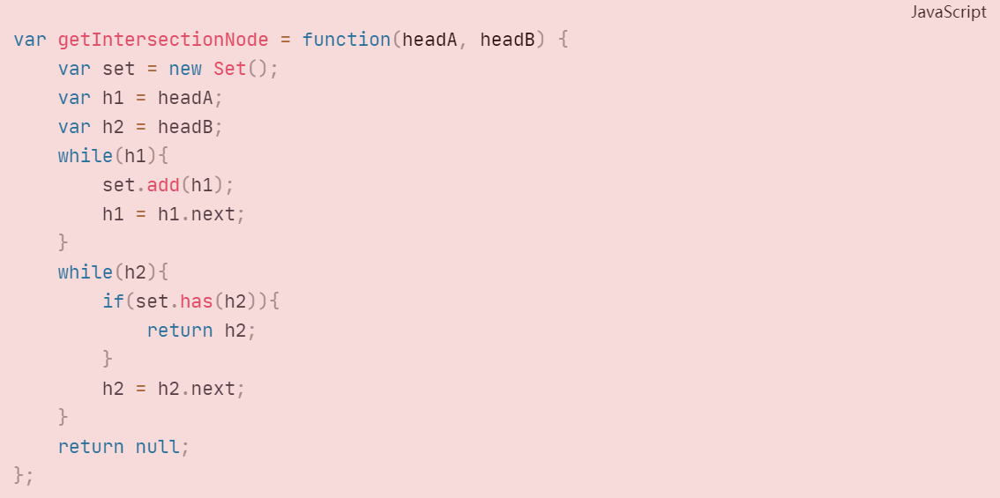 JavaScript
var getIntersectionNode = function(headA, headB) {
    var set = new Set();
    var h1 = headA;
    var h2 = headB;
    while(h1){
        set.add(h1);
        h1 = h1.next;
    }
    while(h2){
        if(set.has(h2)){
            return h2;
        }
        h2 = h2.next;
    }
    return null;
};